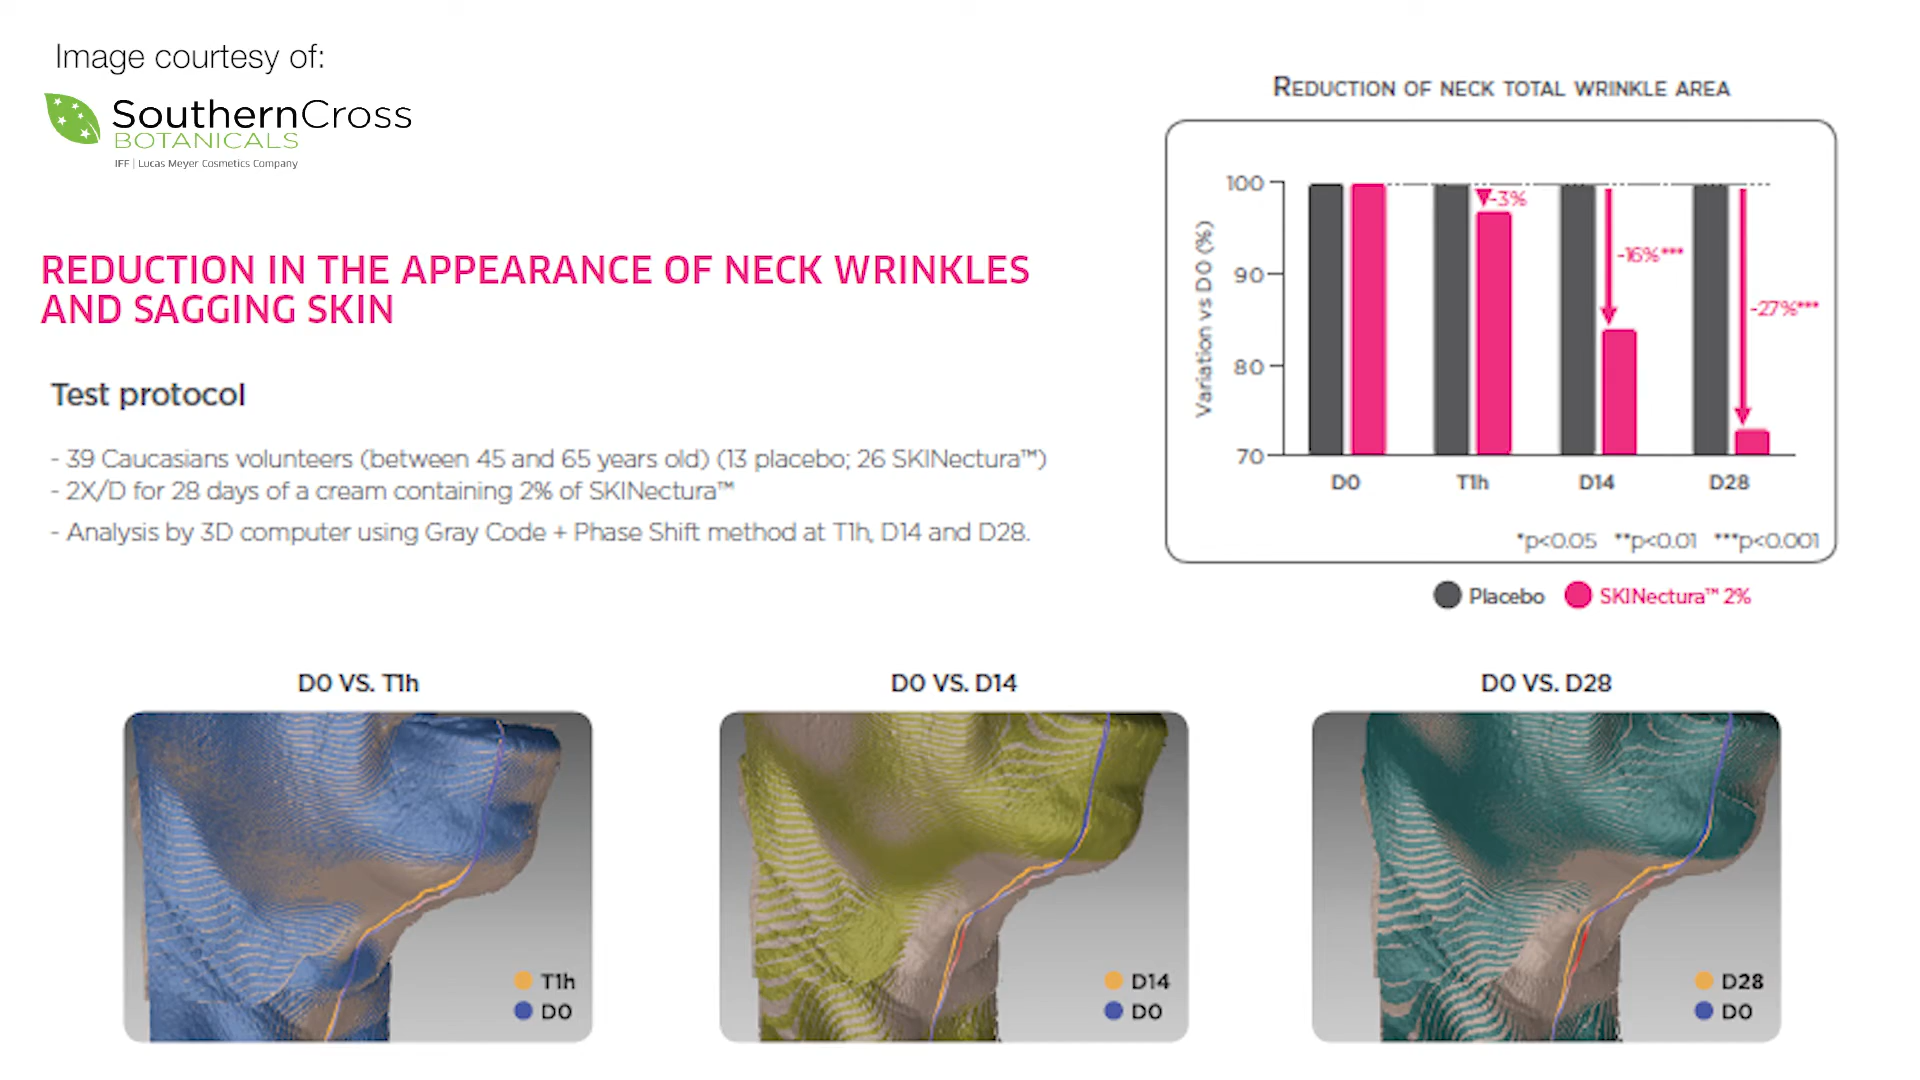 Image courtesy of:
SouthernCross
BOTANICALS
IFF | Lucas Meyer Cosmetics Company
REDUCTION IN THE APPEARANCE OF NECK WRINKLES
AND SAGGING SKIN
Test protocol
- 39 Caucasians volunteers (between 45 and 65 years old) (13 placebo; 26 SKINectura™)
- 2X/D for 28 days of a cream containing 2% of SKINectura™
- Analysis by 3D computer using Gray Code + Phase Shift method at T1h, D14 and D28.
REDUCTION OF NECK TOTAL WRINKLE AREA
Variation vs D0 (%)
100
90
80
70
-3%
-16%***
-27%***
D0 T1h D14 D28
*p<0.05 **p<0.01 ***p<0.001
Placebo SKINectura™ 2%
D0 VS. T1h
T1h
D0
D0 VS. D14
D14
D0
D0 VS. D28
D28
D0